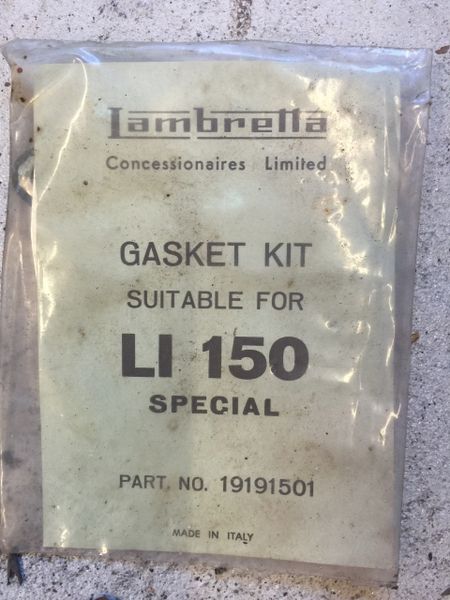 Lambretta
Concessionaires Limited
GASKET KIT
SUITABLE FOR
LI 150
SPECIAL
PART. NO. 19191501
MADE IN ITALY